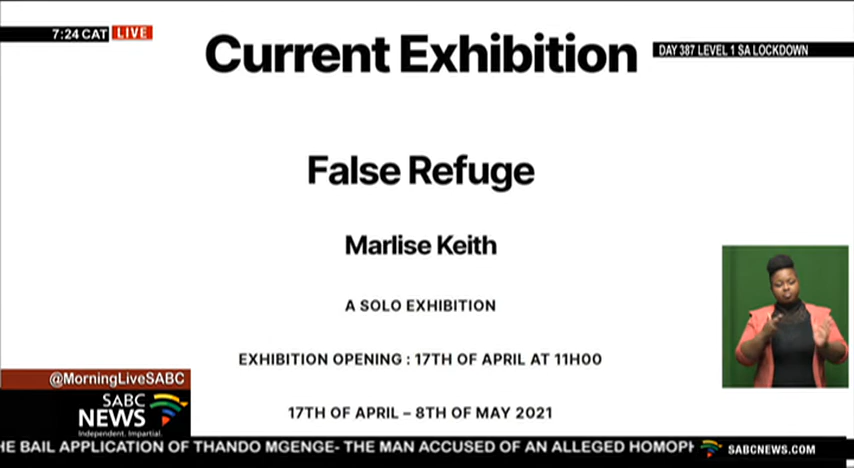 7:24 CAT LIVE
Current Exhibition
DAY 387 LEVEL 1 SA LOCKDOWN
False Refuge
Marlise Keith
A SOLO EXHIBITION
EXHIBITION OPENING : 17TH OF APRIL AT 11H00
@MorningLiveSABC
SABC
NEWS
Independent. Impartial.
17TH OF APRIL – 8TH OF MAY 2021
HE BAIL APPLICATION OF THANDO MGENGE- THE MAN ACCUSED OF AN ALLEGED HOMOPH
SABCNEWS.COM